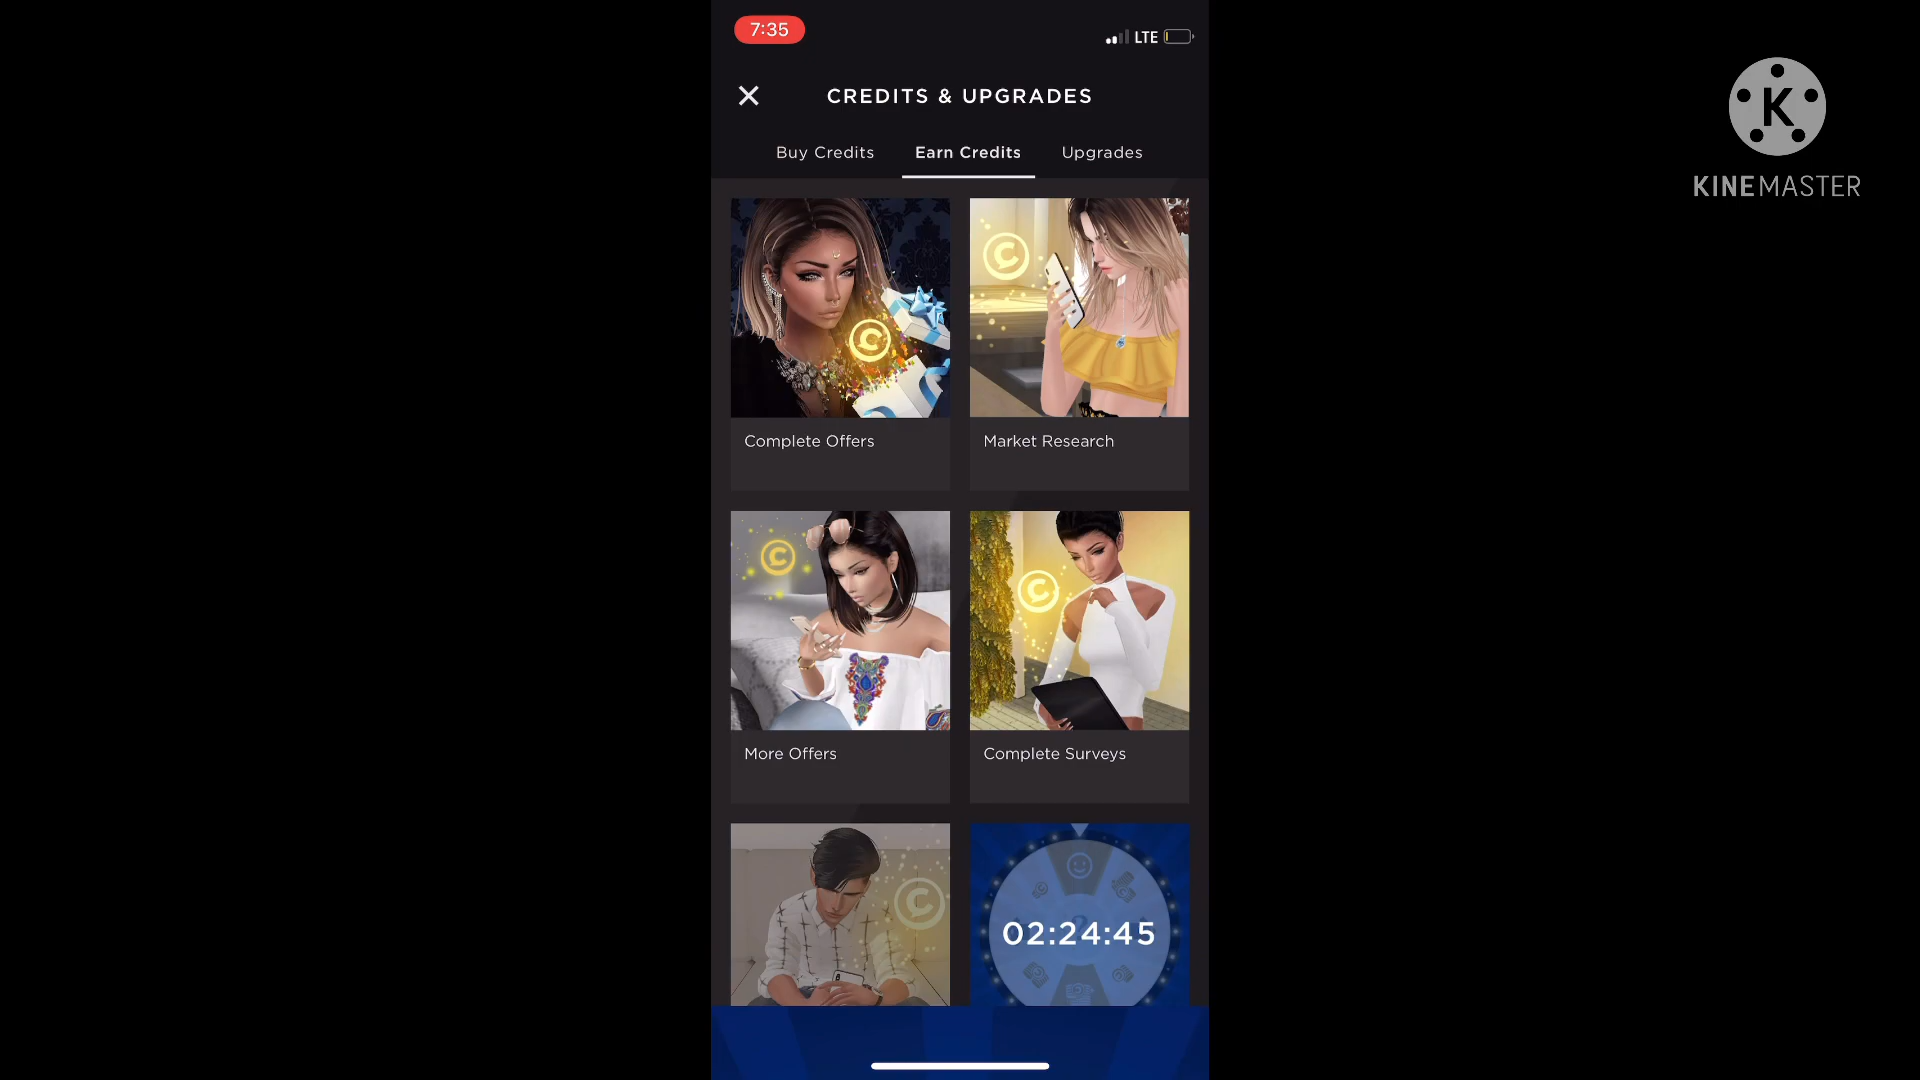 7:35
LTE
CREDITS & UPGRADES
Buy Credits
Earn Credits
Upgrades
Complete Offers
Market Research
More Offers
Complete Surveys
02:24:45
K
KINEMASTER